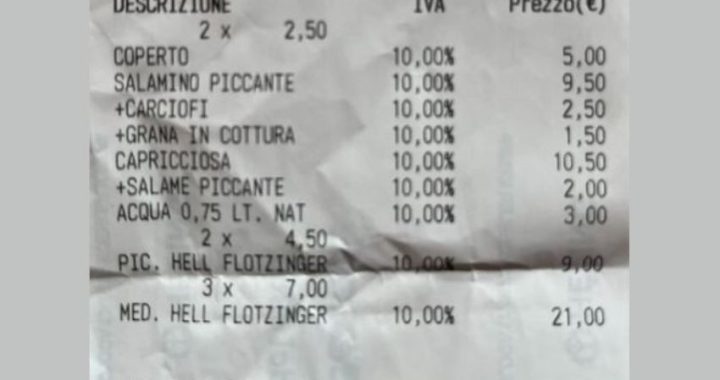 DESCRIZIONE IVA Prezzo(€)
2 x 2,50
COPERTO 10,00% 5,00
SALAMINO PICCANTE 10,00% 9,50
+CARCIOFI 10,00% 2,50
+GRANA IN COTTURA 10,00% 1,50
CAPRICCIOSA 10,00% 10,50
+SALAME PICCANTE 10,00% 2,00
ACQUA 0,75 LT. NAT 10,00% 3,00
2 x 4,50
PIC. HELL FLOTZINGER 10,00% 9,00
3 x 7,00
MED. HELL FLOTZINGER 10,00% 21,00